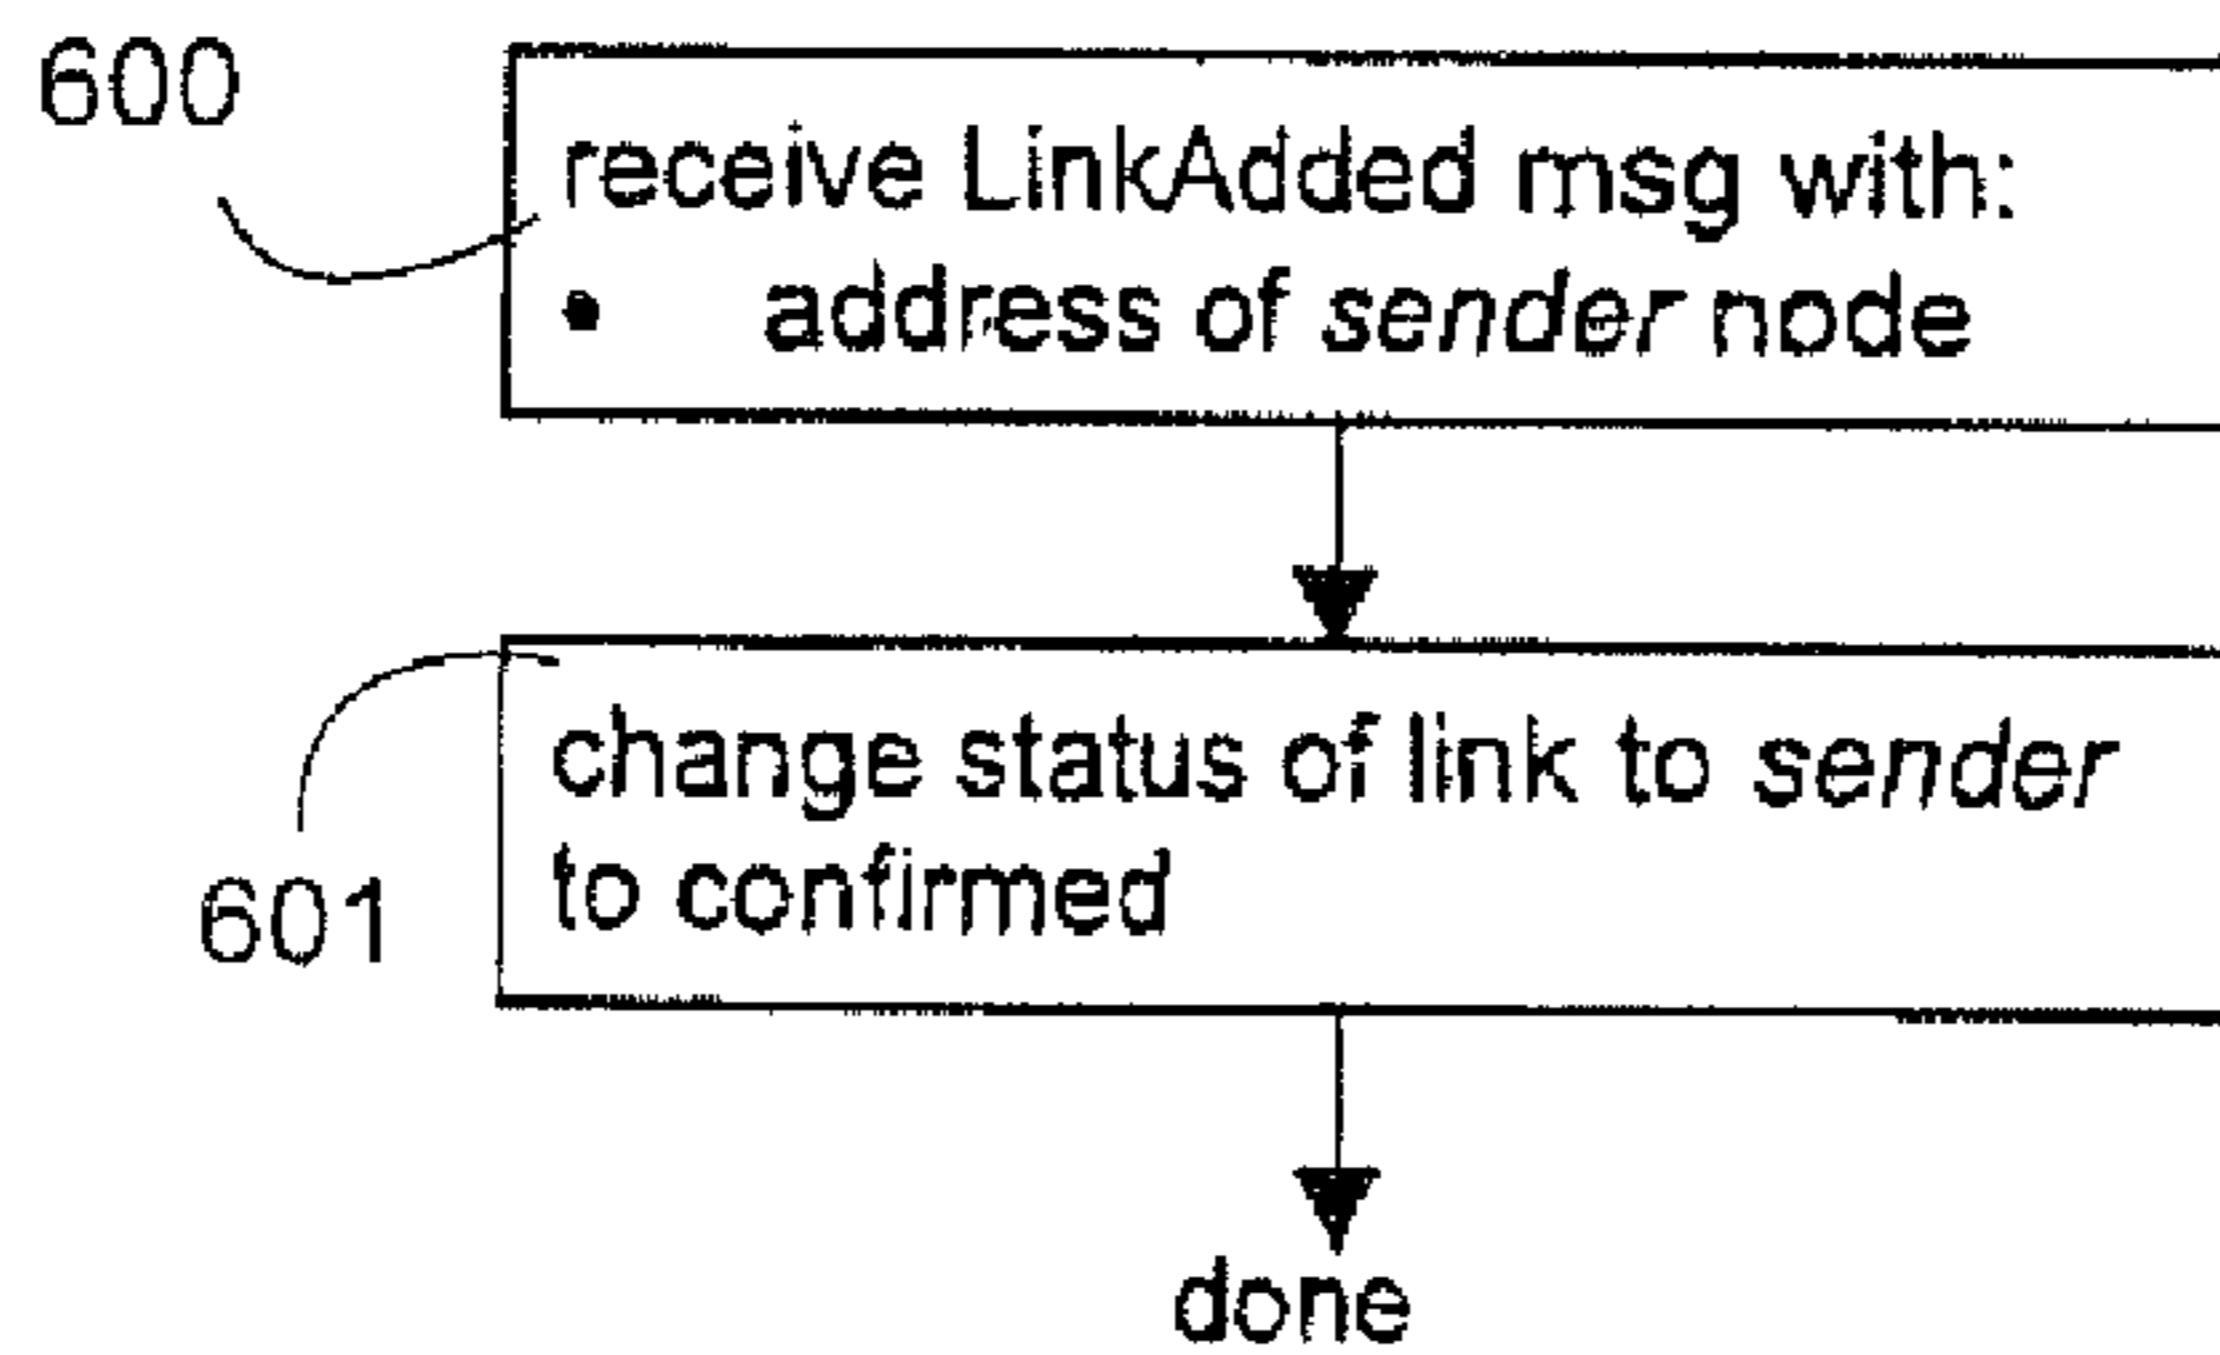 600
receive LinkAdded msg with:
• address of sender node
change status of link to sender
to confirmed
601
done